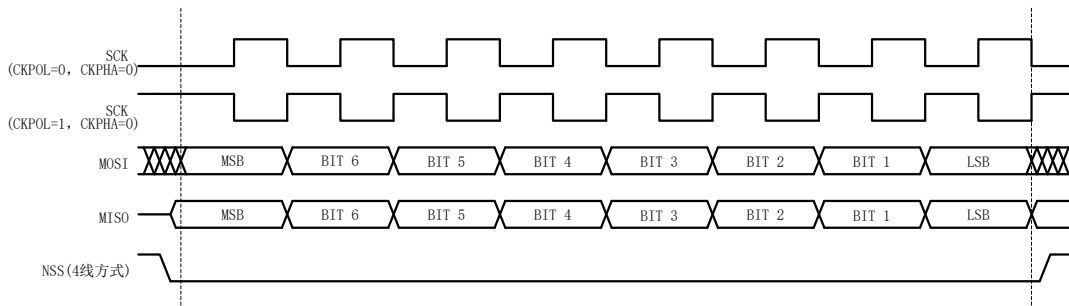 SCK
(CKPOL=0，CKPHA=0)
SCK
(CKPOL=1，CKPHA=0)
MOSI MSB BIT 6 BIT 5 BIT 4 BIT 3 BIT 2 BIT 1 LSB
MISO MSB BIT 6 BIT 5 BIT 4 BIT 3 BIT 2 BIT 1 LSB
NSS(4线方式)